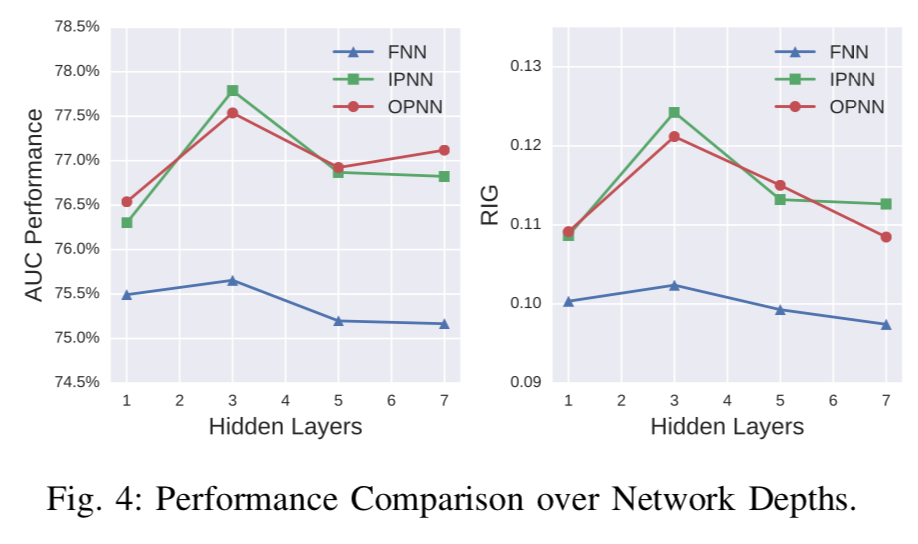 78.5%
78.0%
77.5%
77.0%
76.5%
76.0%
75.5%
75.0%
74.5%
AUC Performance
FNN
IPNN
OPNN
1 2 3 4 5 6 7
Hidden Layers
0.13
0.12
0.11
0.10
0.09
RIG
FNN
IPNN
OPNN
1 2 3 4 5 6 7
Hidden Layers
Fig. 4: Performance Comparison over Network Depths.